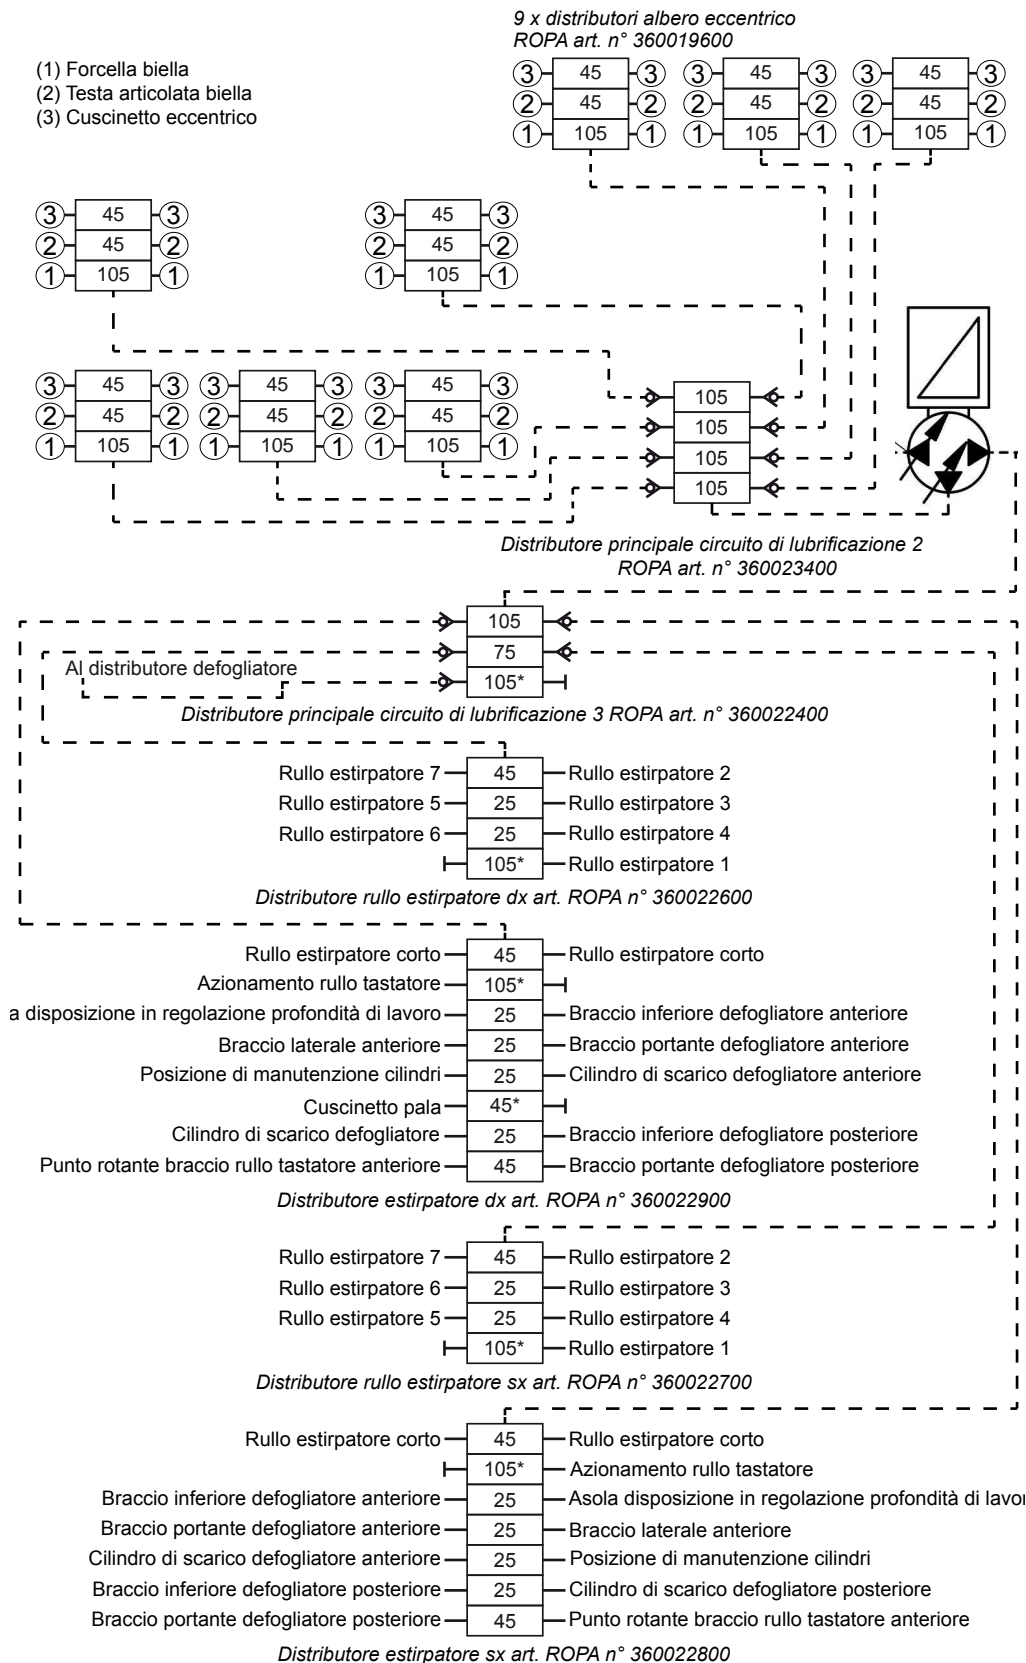 9 x distributori albero eccentrico
ROPA art. n° 360019600
(1) Forcella biella
(2) Testa articolata biella
(3) Cuscinetto eccentrico
3 45 3 3 45 3 3 45 3
2 45 2 2 45 2 2 45 2
1 105 1 1 105 1 1 105 1
3 45 3 3 45 3
2 45 2 2 45 2
1 105 1 1 105 1
3 45 3 3 45 3 3 45 3
2 45 2 2 45 2 2 45 2
1 105 1 1 105 1 1 105 1
105
105
105
105
Distributore principale circuito di lubrificazione 2
ROPA art. n° 360023400
105
75
Al distributore defogliatore
105*
Distributore principale circuito di lubrificazione 3 ROPA art. n° 360022400
Rullo estirpatore 7 45 Rullo estirpatore 2
Rullo estirpatore 5 25 Rullo estirpatore 3
Rullo estirpatore 6 25 Rullo estirpatore 4
105* Rullo estirpatore 1
Distributore rullo estirpatore dx art. ROPA n° 360022600
Rullo estirpatore corto 45 Rullo estirpatore corto
Azionamento rullo tastatore 105*
a disposizione in regolazione profondità di lavoro 25 Braccio inferiore defogliatore anteriore
Braccio laterale anteriore 25 Braccio portante defogliatore anteriore
Posizione di manutenzione cilindri 25 Cilindro di scarico defogliatore anteriore
Cuscinetto pala 45*
Cilindro di scarico defogliatore 25 Braccio inferiore defogliatore posteriore
Punto rotante braccio rullo tastatore anteriore 45 Braccio portante defogliatore posteriore
Distributore estirpatore dx art. ROPA n° 360022900
Rullo estirpatore 7 45 Rullo estirpatore 2
Rullo estirpatore 6 25 Rullo estirpatore 3
Rullo estirpatore 5 25 Rullo estirpatore 4
105* Rullo estirpatore 1
Distributore rullo estirpatore sx art. ROPA n° 360022700
Rullo estirpatore corto 45 Rullo estirpatore corto
105* Azionamento rullo tastatore
Braccio inferiore defogliatore anteriore 25 Asola disposizione in regolazione profondità di lavor
Braccio portante defogliatore anteriore 25 Braccio laterale anteriore
Cilindro di scarico defogliatore anteriore 25 Posizione di manutenzione cilindri
Braccio inferiore defogliatore posteriore 25 Cilindro di scarico defogliatore posteriore
Braccio portante defogliatore posteriore 45 Punto rotante braccio rullo tastatore anteriore
Distributore estirpatore sx art. ROPA n° 360022800